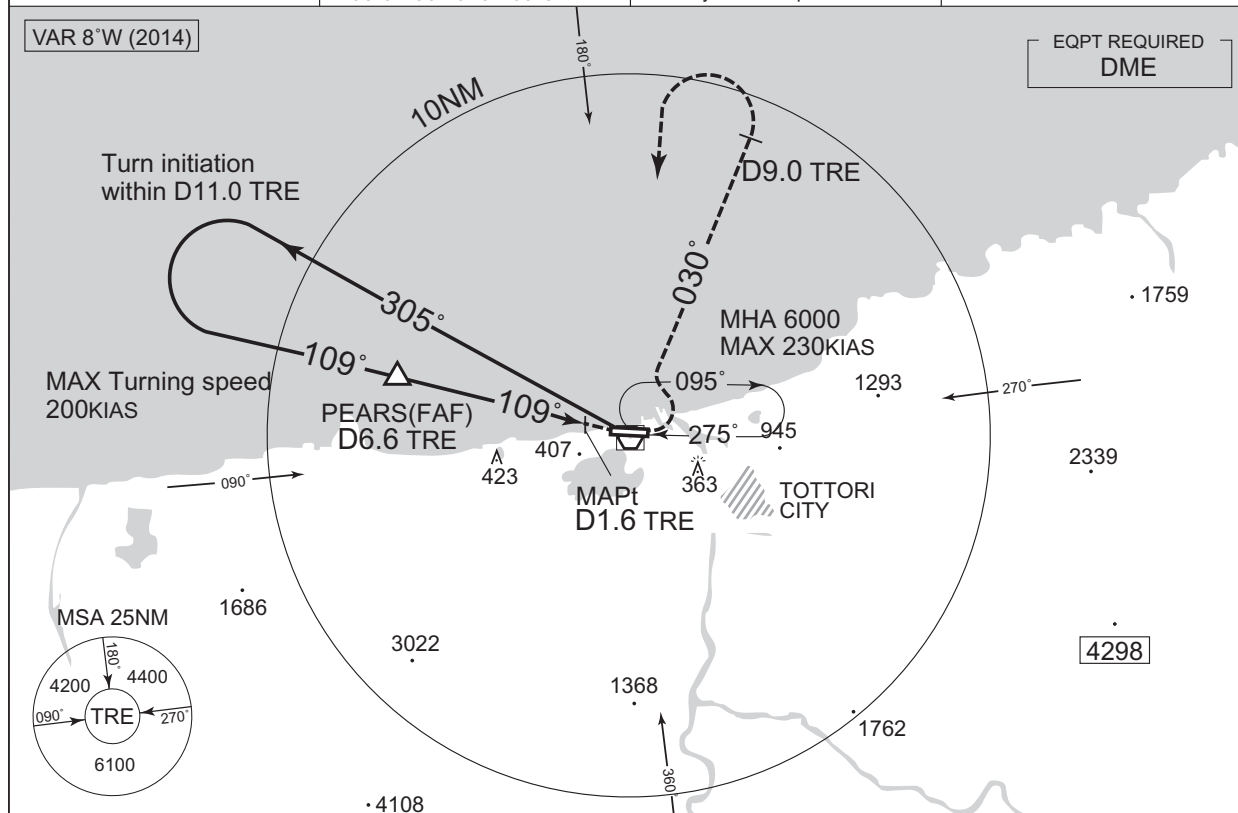 VAR 8°W (2014)
180°
EQPT REQUIRED
DME
10NM
Turn initiation
within D11.0 TRE
D9.0 TRE
030°
305°
1759
MHA 6000
MAX 230KIAS
109°
MAX Turning speed
200KIAS
095°
1293
270°
109°
PEARS(FAF)
D6.6 TRE
275°
945
407
423
363
2339
090°
MAPt
D1.6 TRE
TOTTORI
CITY
1686
MSA 25NM
180°
4200
4400
TRE
090°
270°
6100
3022
1368
4298
1762
360°
4108